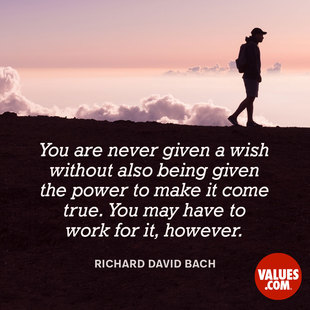 You are never given a wish
without also being given
the power to make it come
true. You may have to
work for it, however.
RICHARD DAVID BACH
VALUES
.COM